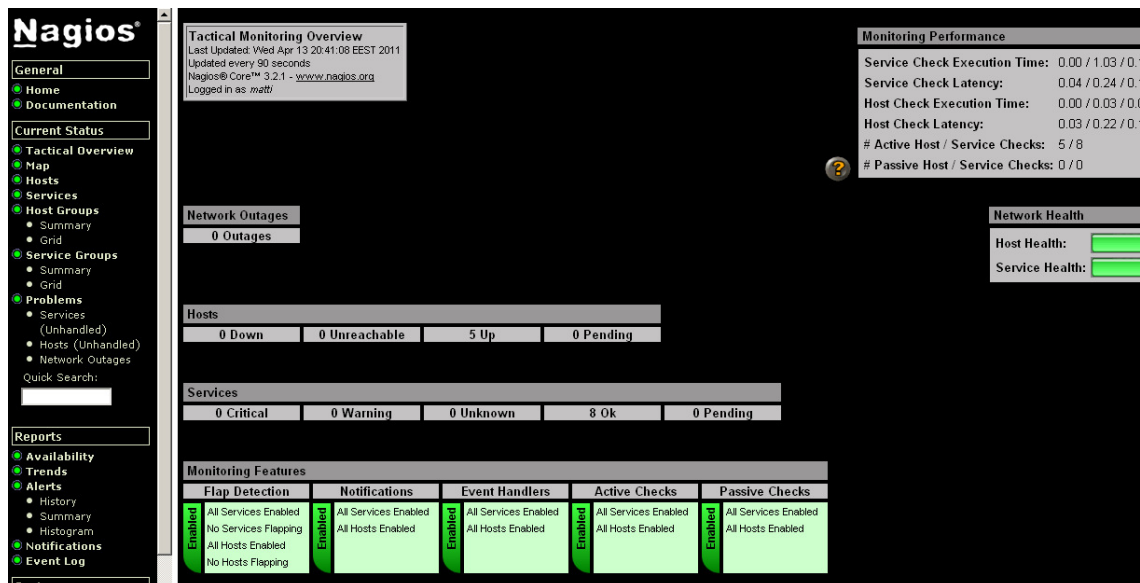 Nagios®
General
Home
Documentation
Current Status
Tactical Overview
Map
Hosts
Services
Host Groups
Summary
Grid
Service Groups
Summary
Grid
Problems
Services
(Unhandled)
Hosts (Unhandled)
Network Outages
Quick Search:
Reports
Availability
Trends
Alerts
History
Summary
Histogram
Notifications
Event Log
Tactical Monitoring Overview
Last Updated: Wed Apr 13 20:41:08 EEST 2011
Updated every 90 seconds
Nagios® Core™ 3.2.1 - www.nagios.org
Logged in as matti
Monitoring Performance
Service Check Execution Time: 0.00 / 1.03 / 0.
Service Check Latency: 0.04 / 0.24 / 0.
Host Check Execution Time: 0.00 / 0.03 / 0.
Host Check Latency: 0.03 / 0.22 / 0.
# Active Host / Service Checks: 5 / 8
# Passive Host / Service Checks: 0 / 0
Network Outages
0 Outages
Network Health
Host Health:
Service Health:
Hosts
0 Down 0 Unreachable 5 Up 0 Pending
Services
0 Critical 0 Warning 0 Unknown 8 Ok 0 Pending
Monitoring Features
Flap Detection Notifications Event Handlers Active Checks Passive Checks
Enabled
All Services Enabled
No Services Flapping
All Hosts Enabled
No Hosts Flapping
Enabled
All Services Enabled
All Hosts Enabled
Enabled
All Services Enabled
All Hosts Enabled
Enabled
All Services Enabled
All Hosts Enabled
Enabled
All Services Enabled
All Hosts Enabled